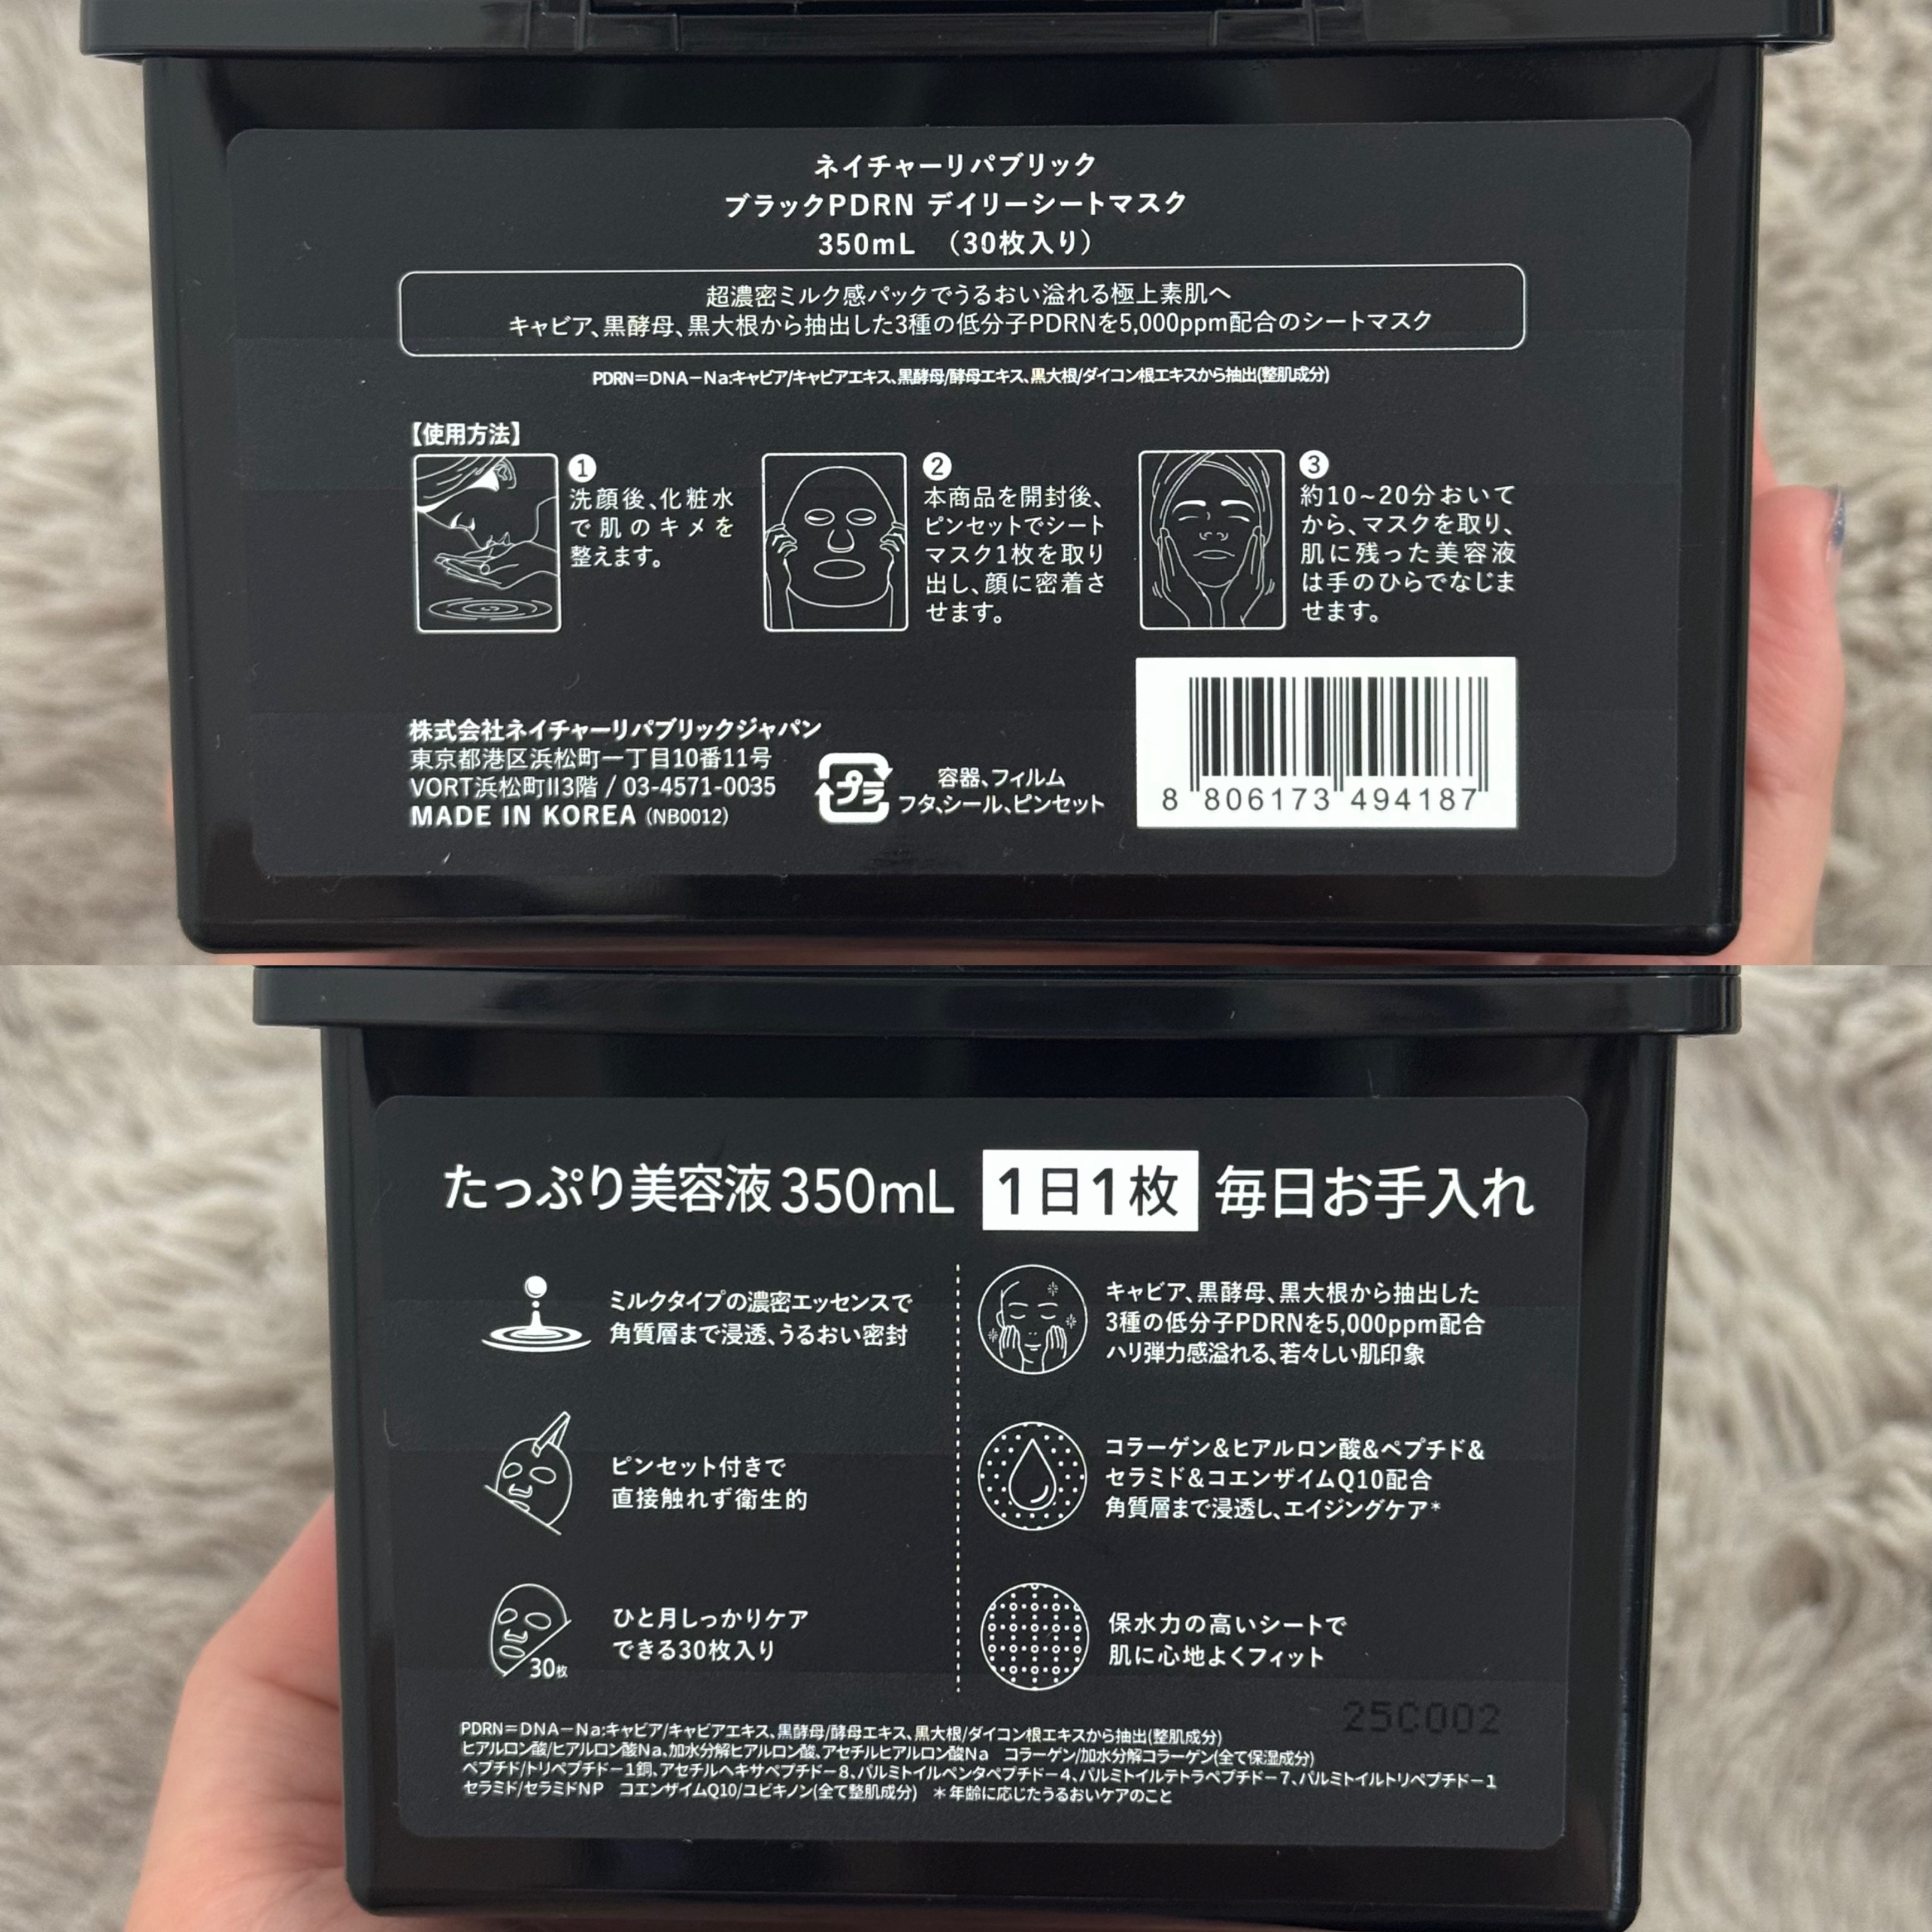 ネイチャーリパブリック
ブラックPDRN デイリーシートマスク
350mL （30枚入り）
超濃密ミルク感パックでうるおい溢れる極上素肌へ
キャビア、黒酵母、黒大根から抽出した3種の低分子PDRNを5,000ppm配合のシートマスク
PDRN＝DNA－Na:キャビア/キャビアエキス、黒酵母/酵母エキス、黒大根/ダイコン根エキスから抽出(整肌成分)
【使用方法】
1
洗顔後、化粧水
で肌のキメを
整えます。
2
本商品を開封後、
ピンセットでシート
マスク1枚を取り
出し、顔に密着さ
せます。
3
約10~20分おいて
から、マスクを取り、
肌に残った美容液
は手のひらでなじま
せます。
株式会社ネイチャーリパブリックジャパン
東京都港区浜松町一丁目10番11号
VORT浜松町II3階 / 03-4571-0035
MADE IN KOREA (NB0012)
プラ
容器、フィルム
フタ、シール、ピンセット
8 806173 494187
たっぷり美容液350mL 1日1枚 毎日お手入れ
ミルクタイプの濃密エッセンスで
角質層まで浸透、うるおい密封
ピンセット付きで
直接触れず衛生的
ひと月しっかりケア
できる30枚入り
30枚
キャビア、黒酵母、黒大根から抽出した
3種の低分子PDRNを5,000ppm配合
ハリ弾力感溢れる、若々しい肌印象
コラーゲン&ヒアルロン酸&ペプチド&
セラミド&コエンザイムQ10配合
角質層まで浸透し、エイジングケア*
保水力の高いシートで
肌に心地よくフィット
25C002
PDRN＝DNA－Na:キャビア/キャビアエキス、黒酵母/酵母エキス、黒大根/ダイコン根エキスから抽出(整肌成分)
ヒアルロン酸/ヒアルロン酸Na、加水分解ヒアルロン酸、アセチルヒアルロン酸Na コラーゲン/加水分解コラーゲン(全て保湿成分)
ペプチド/トリペプチド－1銅、アセチルヘキサペプチド－8、パルミトイルペンタペプチド－4、パルミトイルテトラペプチド－7、パルミトイルトリペプチド－1
セラミド/セラミドNP コエンザイムQ10/ユビキノン(全て整肌成分) ＊年齢に応じたうるおいケアのこと